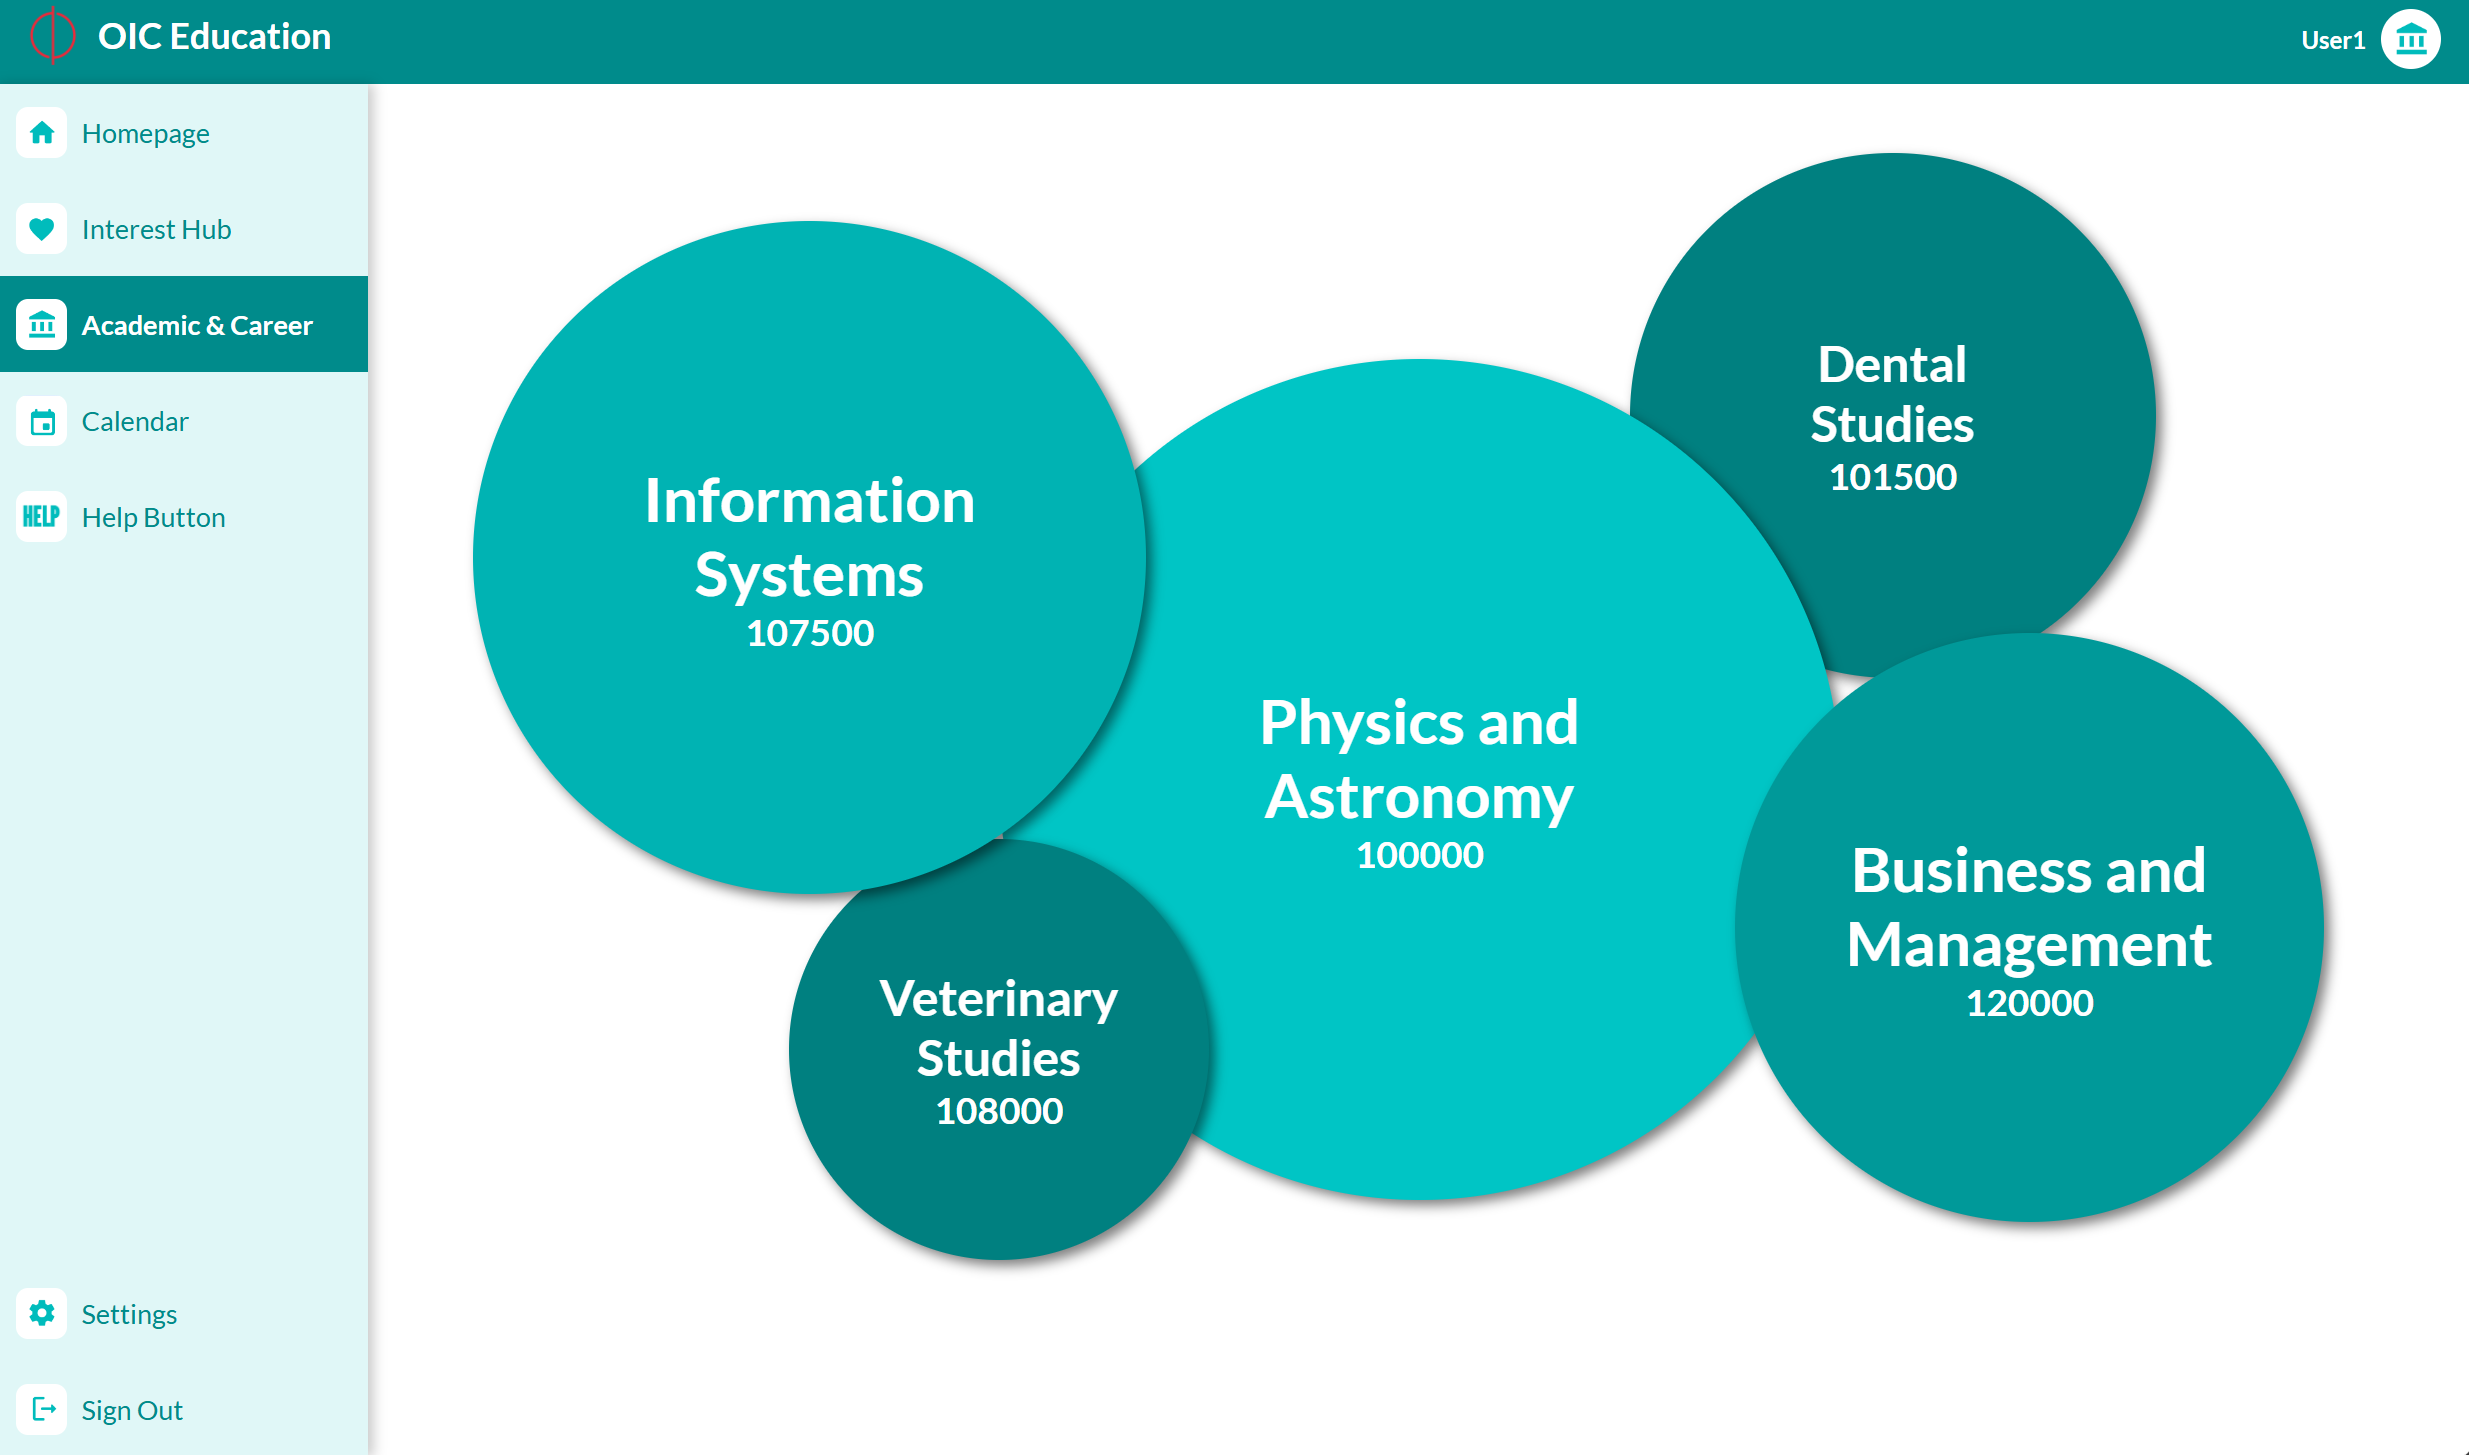 OIC Education
User1
Homepage
Interest Hub
Academic & Career
Calendar
HELP
Help Button
Settings
Sign Out
Information
Systems
107500
Physics and
Astronomy
100000
Dental
Studies
101500
Veterinary
Studies
108000
Business and
Management
120000